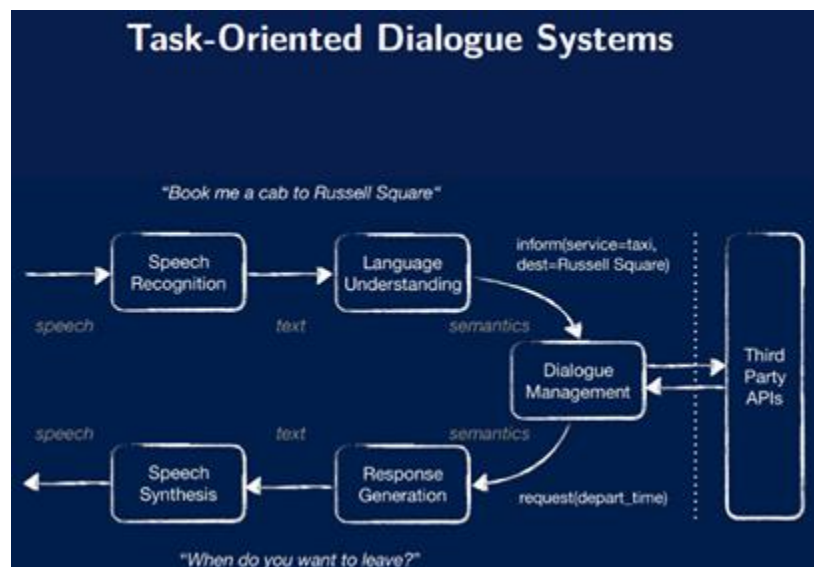 Task-Oriented Dialogue Systems
"Book me a cab to Russell Square"
Speech
Recognition
Language
Understanding
inform(service=taxi,
dest=Russell Square)
speech
text
semantics
Dialogue
Management
Third
Party
APIs
speech
text
semantics
Speech
Synthesis
Response
Generation
request(depart_time)
"When do you want to leave?"